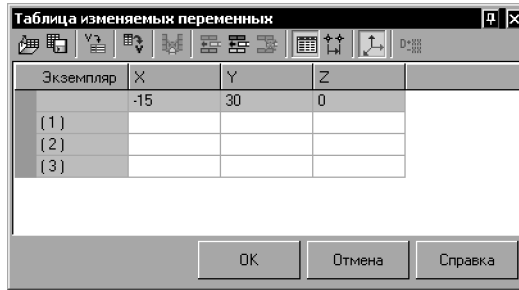 Таблица изменяемых переменных
Экземпляр X Y Z
-15 30 0
(1)
(2)
(3)
OK Отмена Справка